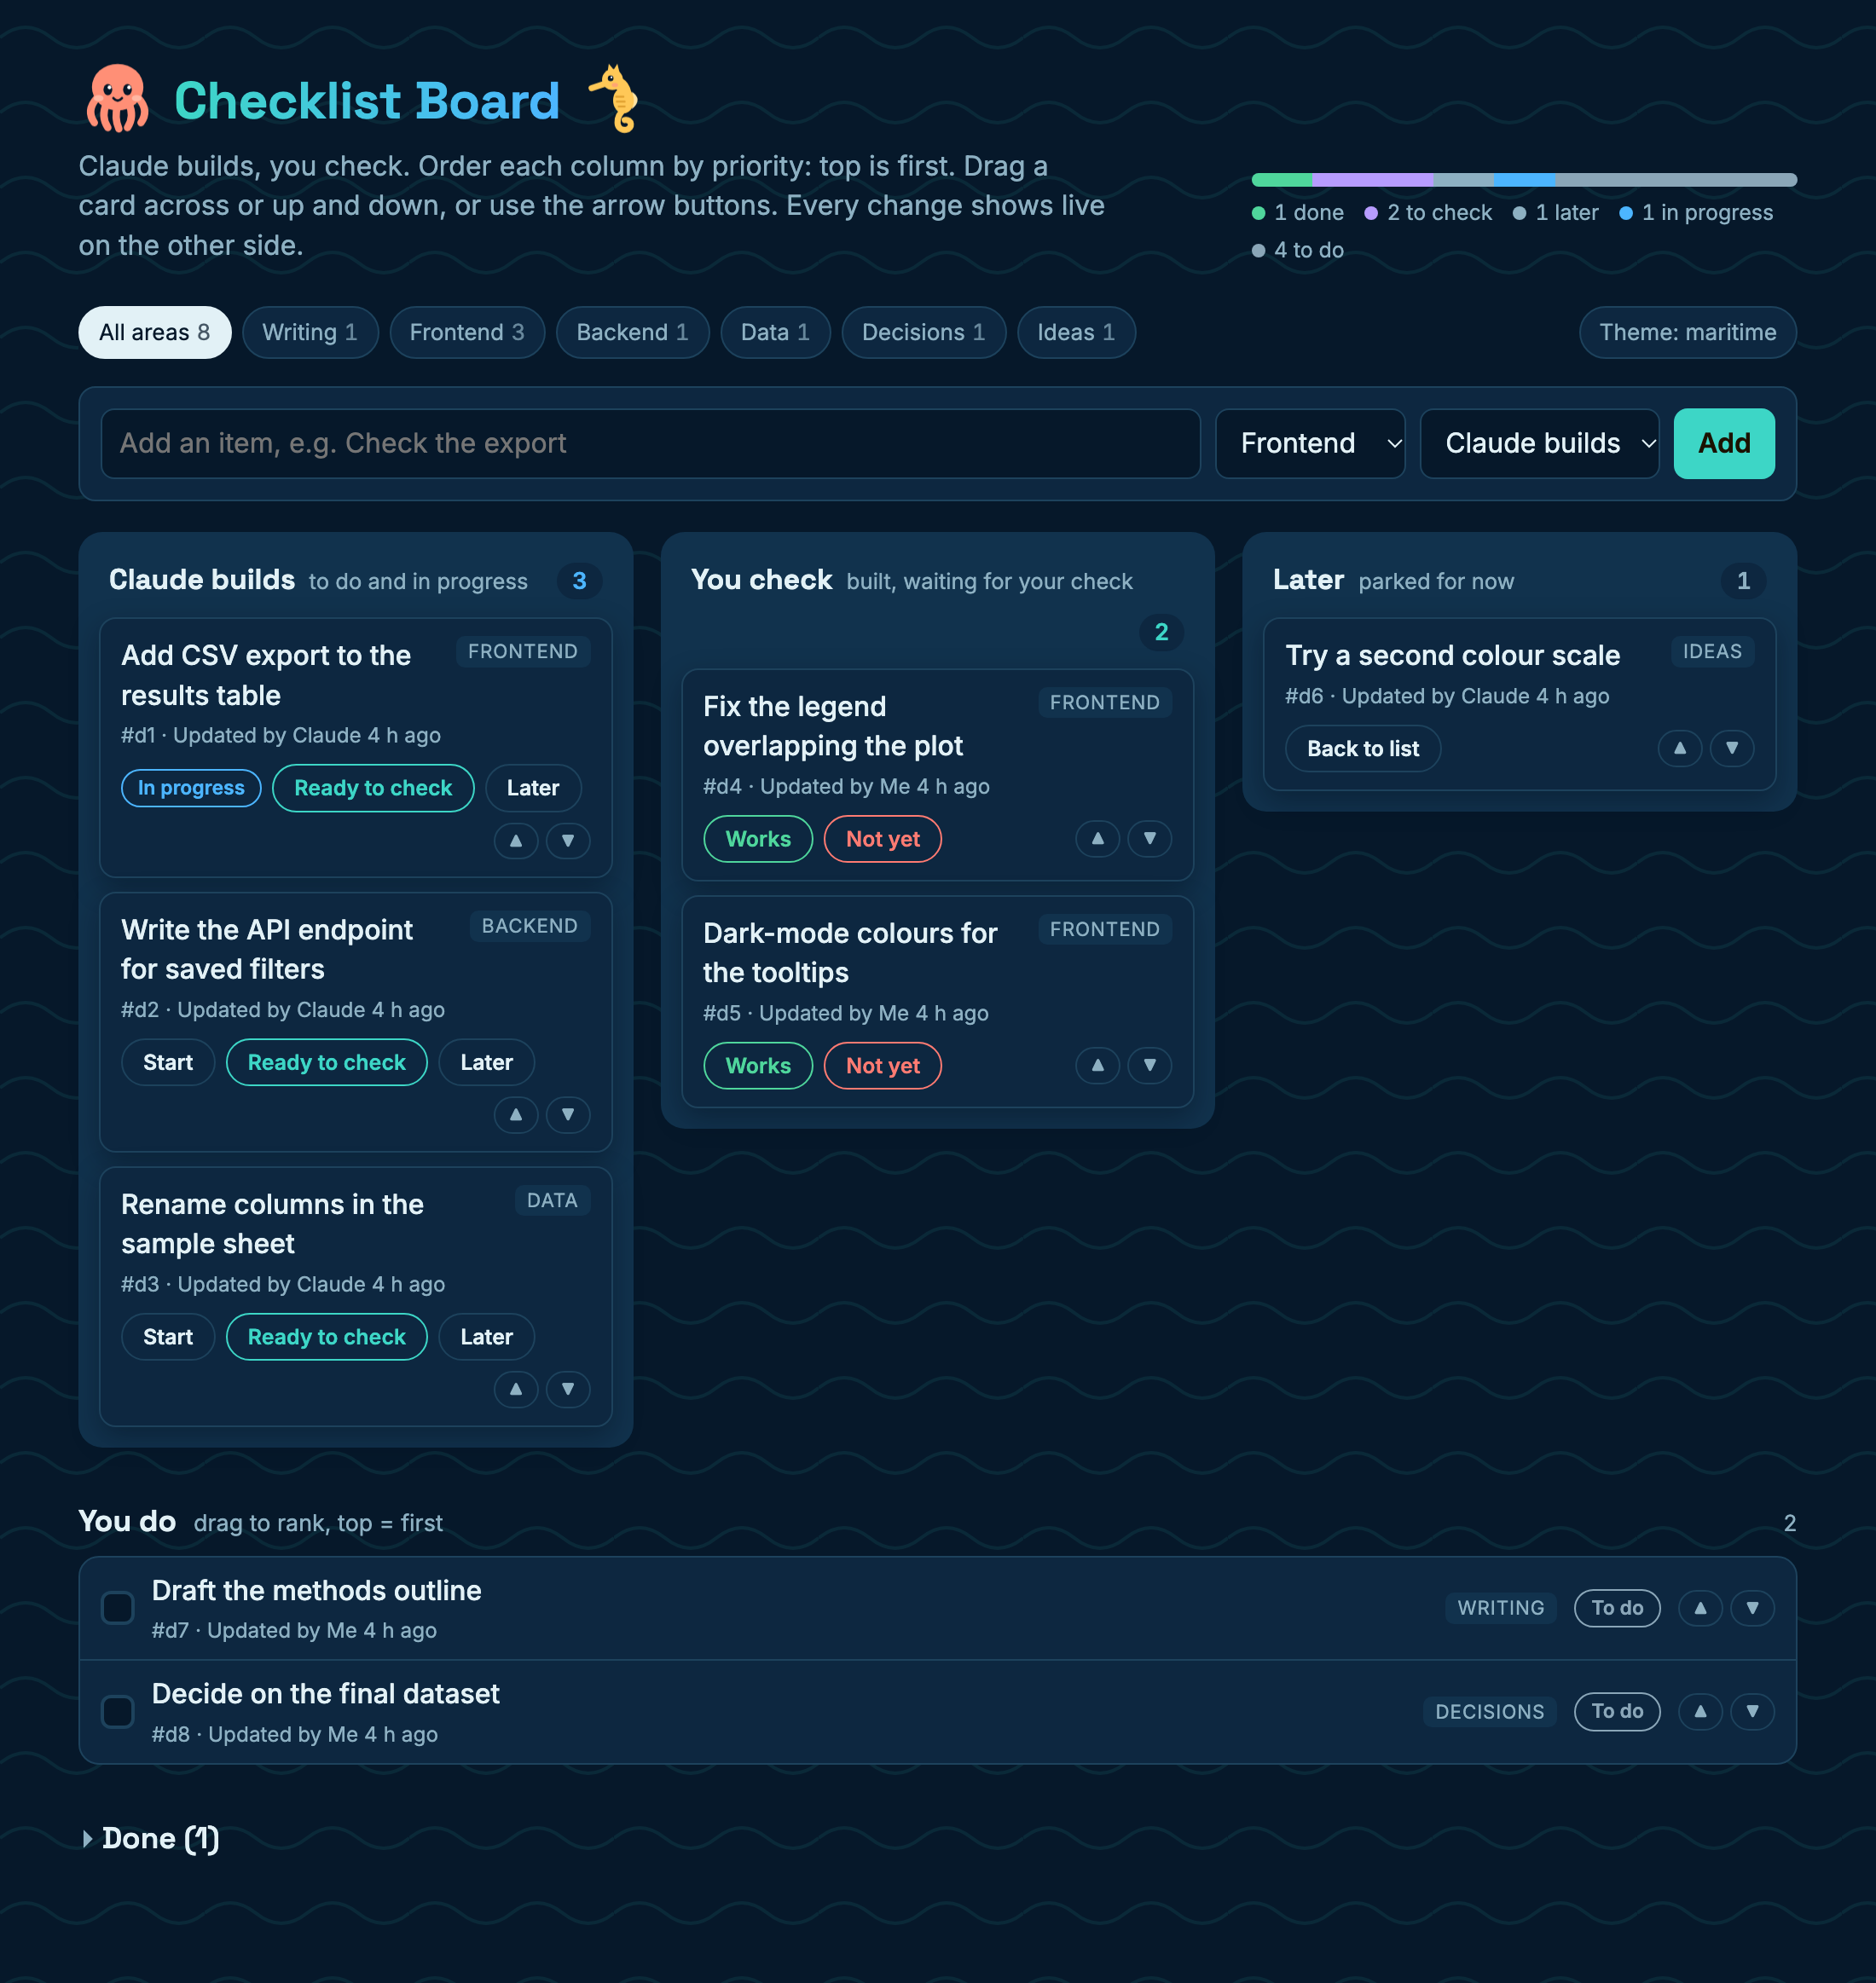 Checklist Board
Claude builds, you check. Order each column by priority: top is first. Drag a
card across or up and down, or use the arrow buttons. Every change shows live
on the other side.
1 done 2 to check 1 later 1 in progress
4 to do
All areas 8 Writing 1 Frontend 3 Backend 1 Data 1 Decisions 1 Ideas 1 Theme: maritime
Add an item, e.g. Check the export Frontend Claude builds Add
Claude builds to do and in progress 3
Add CSV export to the FRONTEND
results table
#d1 · Updated by Claude 4 h ago
In progress Ready to check Later
▲ ▼
Write the API endpoint BACKEND
for saved filters
#d2 · Updated by Claude 4 h ago
Start Ready to check Later
▲ ▼
Rename columns in the DATA
sample sheet
#d3 · Updated by Claude 4 h ago
Start Ready to check Later
▲ ▼
You check built, waiting for your check
2
Fix the legend FRONTEND
overlapping the plot
#d4 · Updated by Me 4 h ago
Works Not yet ▲ ▼
Dark-mode colours for FRONTEND
the tooltips
#d5 · Updated by Me 4 h ago
Works Not yet ▲ ▼
Later parked for now 1
Try a second colour scale IDEAS
#d6 · Updated by Claude 4 h ago
Back to list ▲ ▼
You do drag to rank, top = first 2
Draft the methods outline
#d7 · Updated by Me 4 h ago
WRITING To do ▲ ▼
Decide on the final dataset
#d8 · Updated by Me 4 h ago
DECISIONS To do ▲ ▼
Done (1)